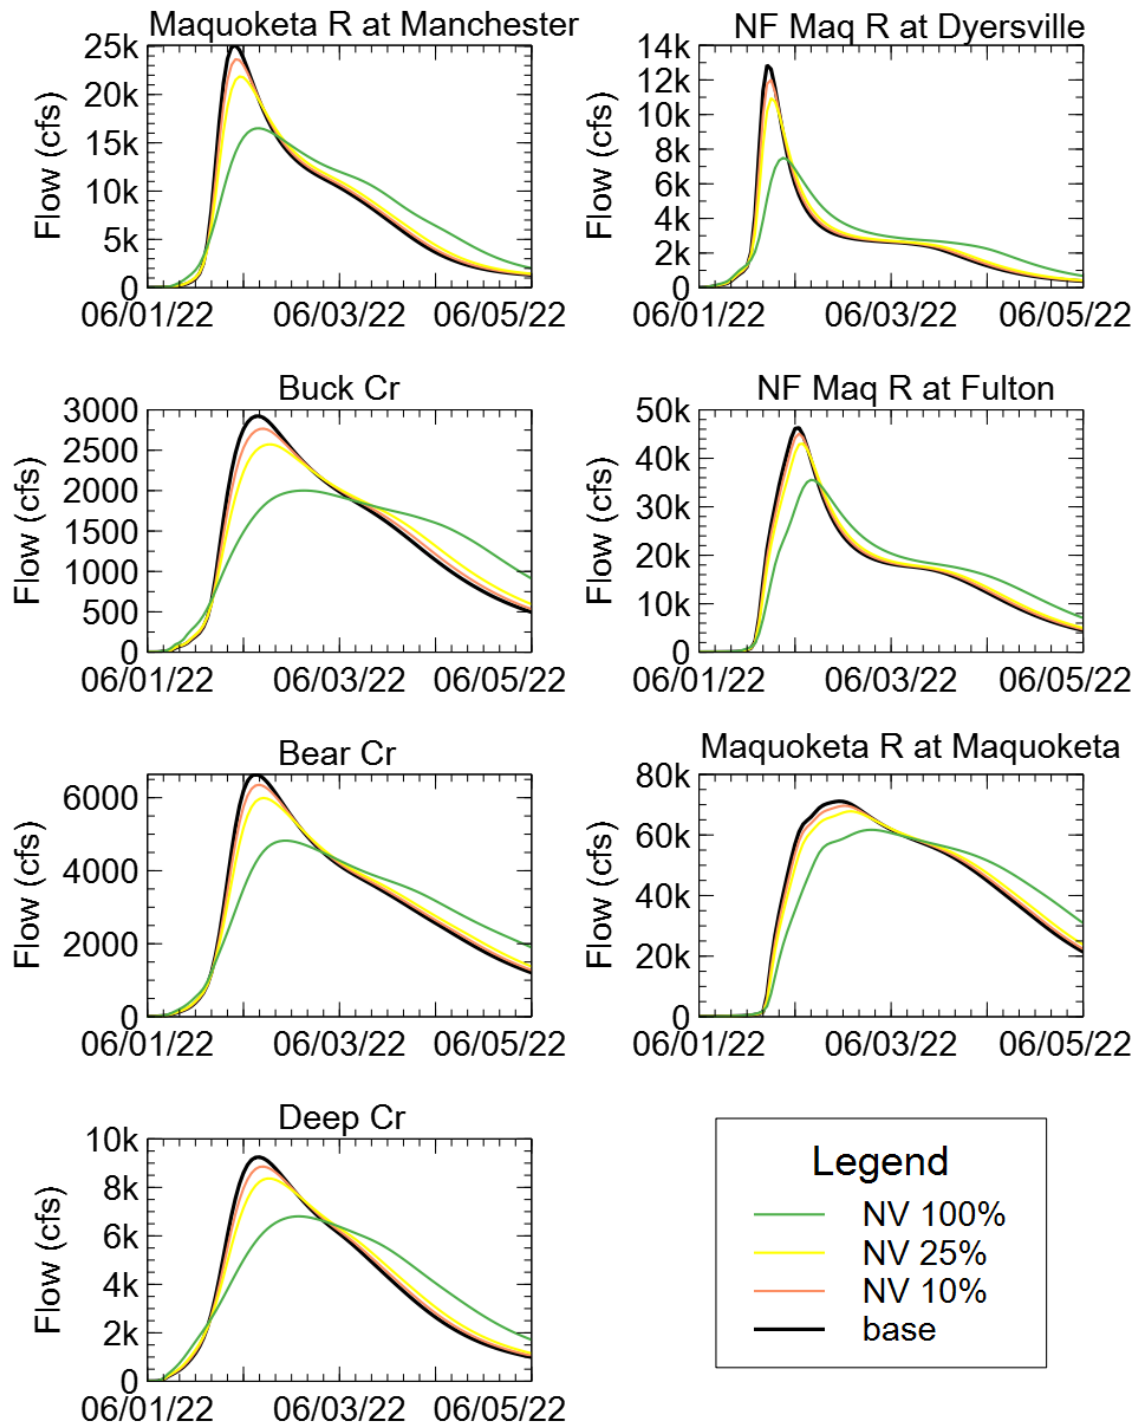 Maquoketa R at Manchester
25k
20k
15k
10k
5k
0
Flow (cfs)
06/01/22 06/03/22 06/05/22
NF Maq R at Dyersville
14k
12k
10k
8k
6k
4k
2k
0
Flow (cfs)
06/01/22 06/03/22 06/05/22
Buck Cr
3000
2500
2000
1500
1000
500
0
Flow (cfs)
06/01/22 06/03/22 06/05/22
NF Maq R at Fulton
50k
40k
30k
20k
10k
0
Flow (cfs)
06/01/22 06/03/22 06/05/22
Bear Cr
6000
4000
2000
0
Flow (cfs)
06/01/22 06/03/22 06/05/22
Maquoketa R at Maquoketa
80k
60k
40k
20k
0
Flow (cfs)
06/01/22 06/03/22 06/05/22
Deep Cr
10k
8k
6k
4k
2k
0
Flow (cfs)
06/01/22 06/03/22 06/05/22
Legend
NV 100%
NV 25%
NV 10%
base